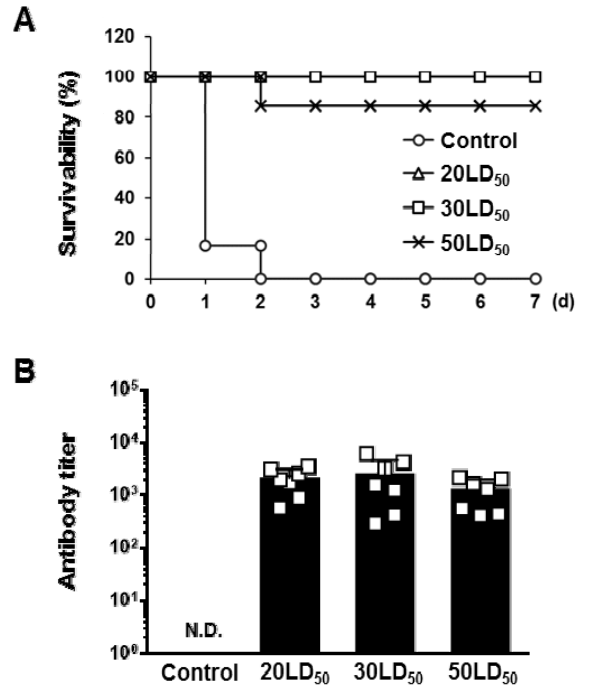 A
120
100
80
60
40
20
0
Survivability (%)
Control
20LD₅₀
30LD₅₀
50LD₅₀
0 1 2 3 4 5 6 7 (d)
B
10⁵
10⁴
10³
10²
10¹
10⁰
Antibody titer
N.D.
Control 20LD₅₀ 30LD₅₀ 50LD₅₀